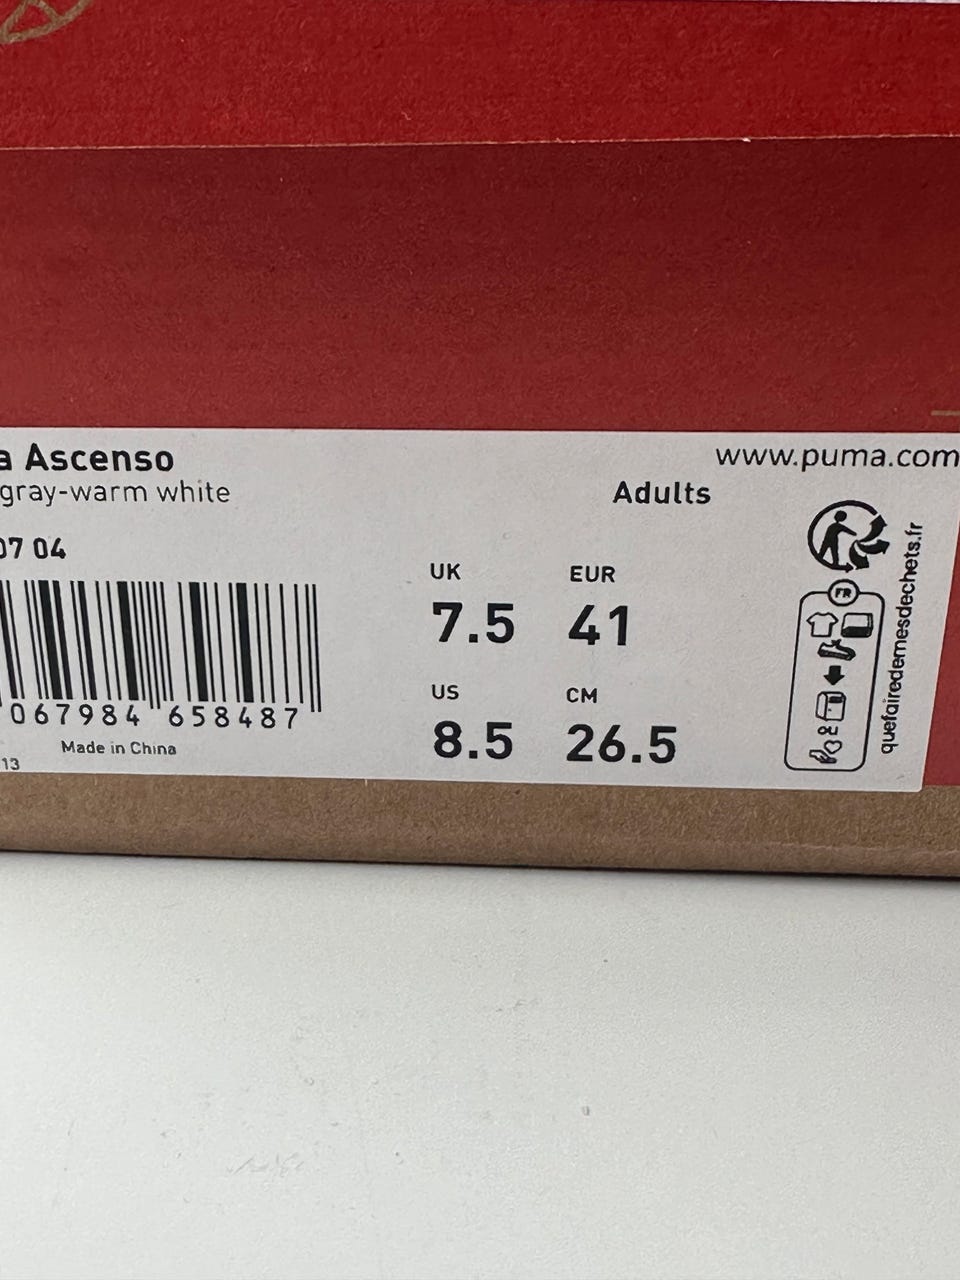 a Ascenso
gray-warm white
07 04
067984 658487
Made in China
13
www.puma.com
Adults
UK
7.5
EUR
41
US
8.5
CM
26.5
FR
quefairedemesdechets.fr